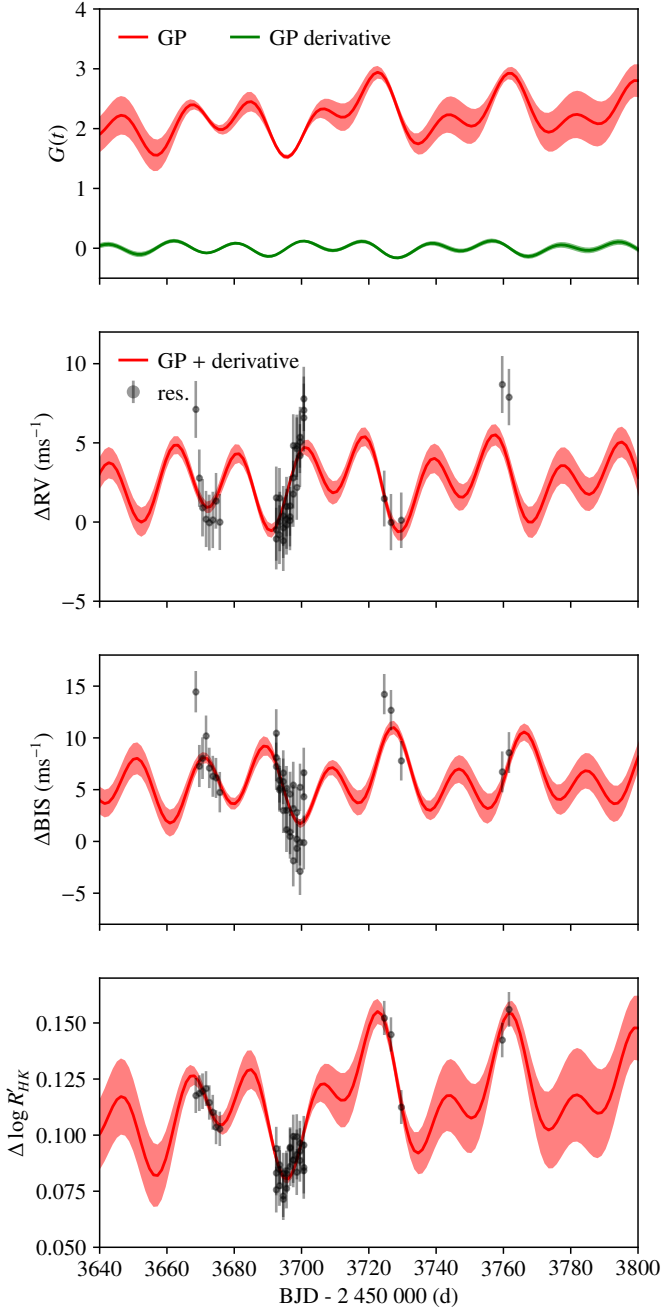 4
3
2
1
0
G(t)
GP
GP derivative
10
5
0
−5
ΔRV (ms⁻¹)
GP + derivative
res.
15
10
5
0
−5
ΔBIS (ms⁻¹)
0.150
0.125
0.100
0.075
0.050
Δ log R′HK
3640 3660 3680 3700 3720 3740 3760 3780 3800
BJD - 2 450 000 (d)